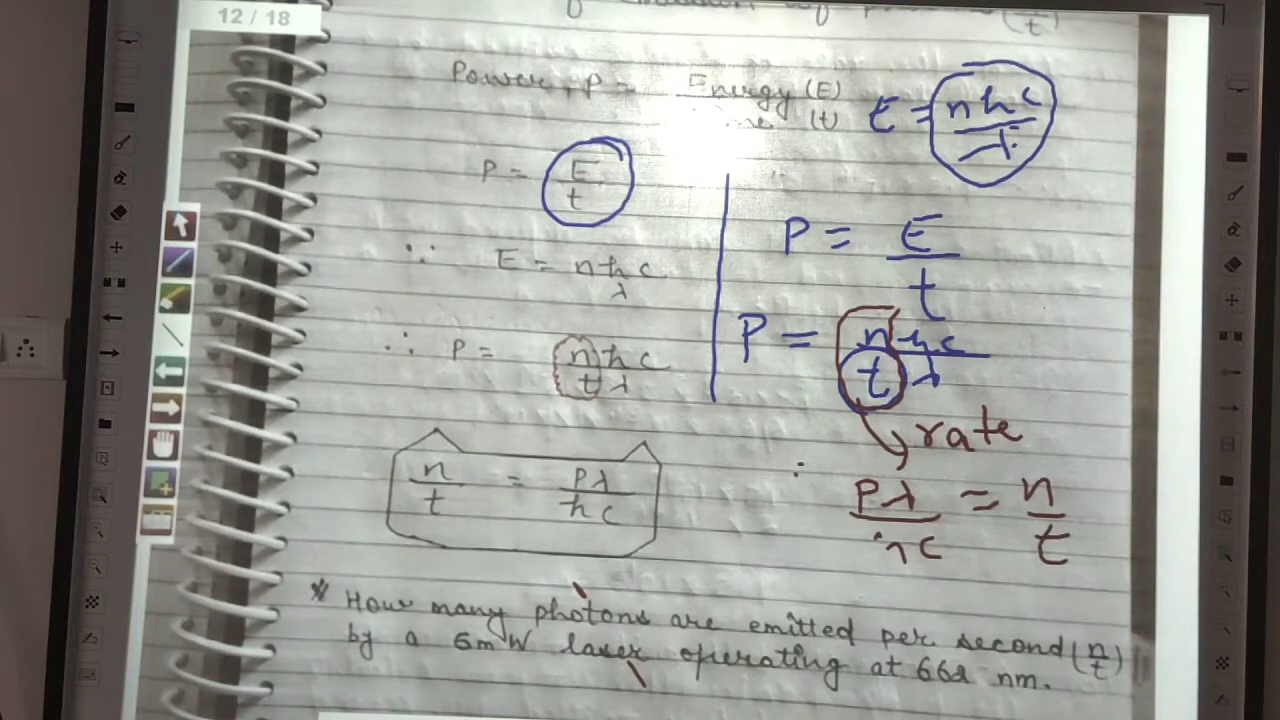 12 / 18
Power, P = Energy (E)
(t)
E = nhc
λ
P = E
t
P = E
t
∵ E = nhc
λ
P = nhc
tλ
∴ P = nhc
tλ
rate
n = Pλ
t hc
∴ Pλ = n
hc t
* How many photons are emitted per second (n/t)
by a 5mW laser operating at 662 nm.